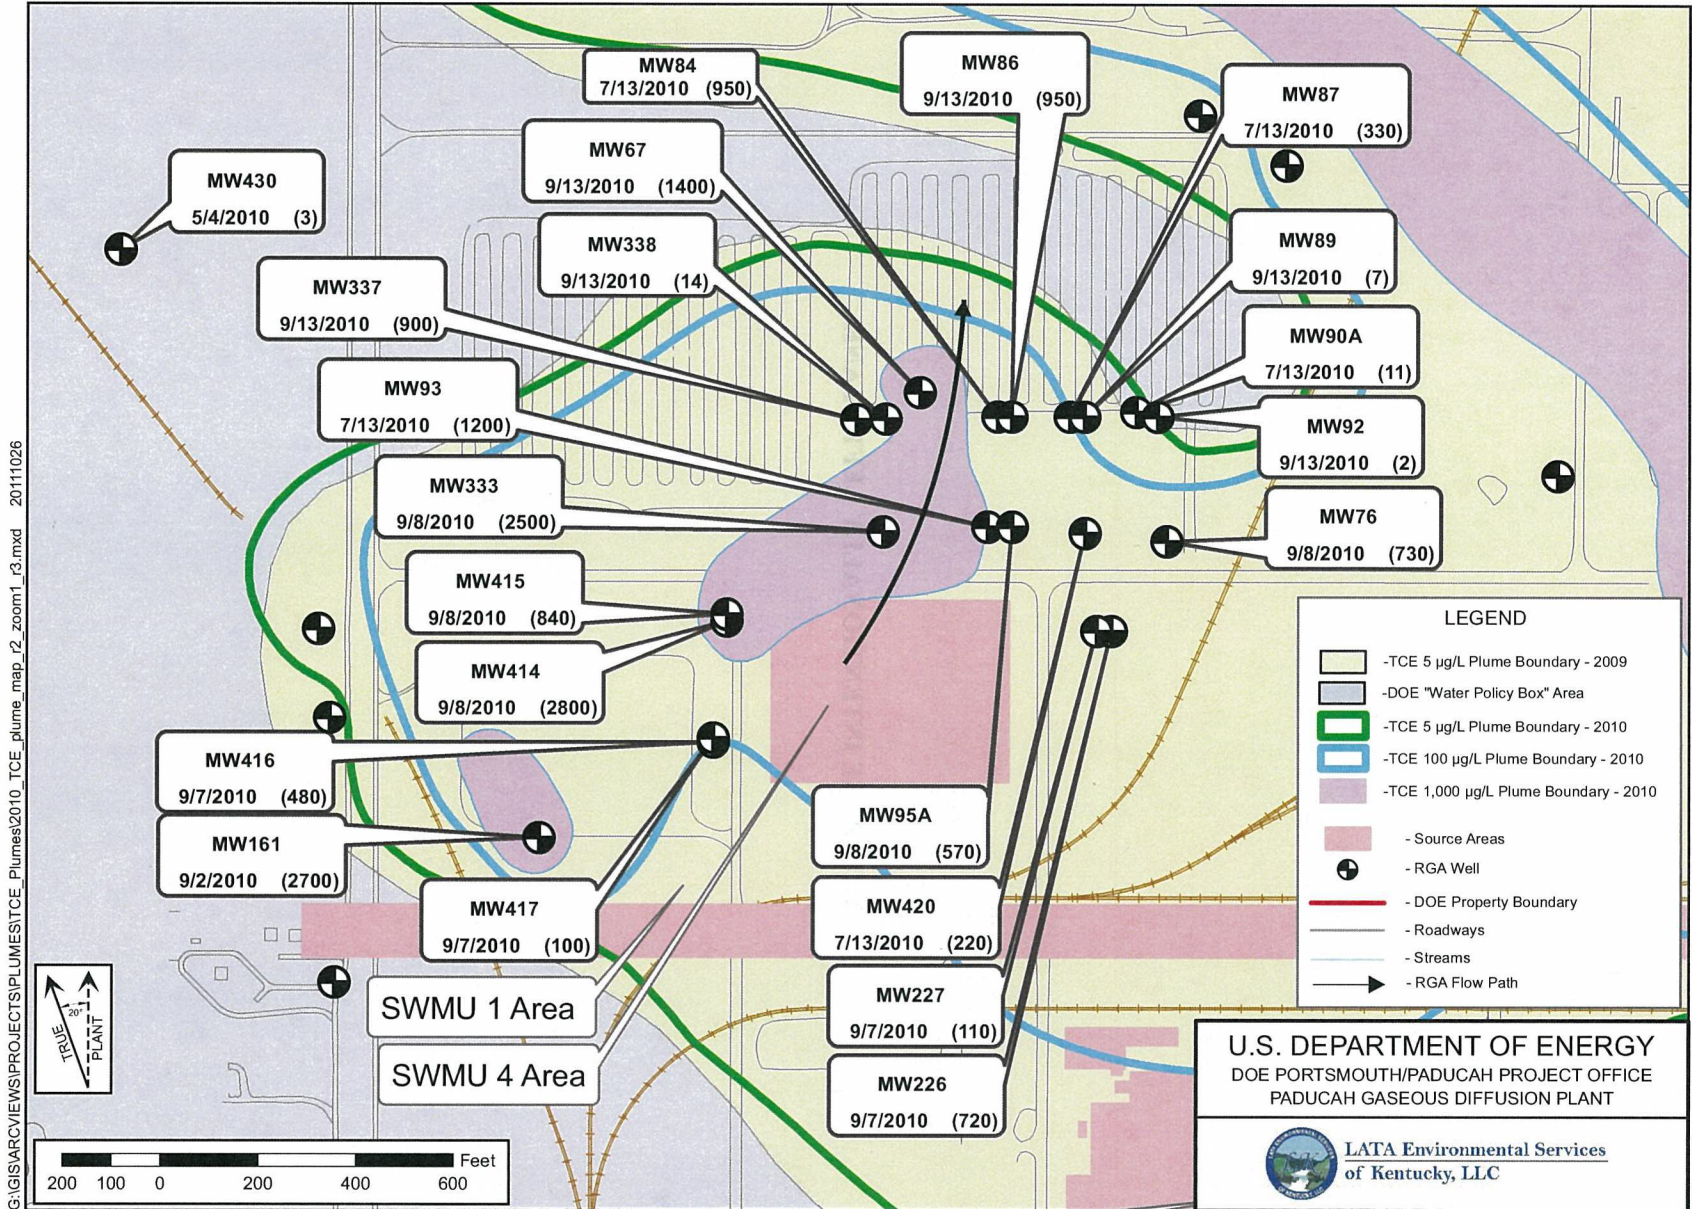 G:\GIS\ARCVIEWS\PROJECTS\PLUMES\TCE_Plumes\2010_TCE_plume_map_r2_zoom1_r3.mxd 20111026
MW84
7/13/2010 (950)
MW86
9/13/2010 (950)
MW87
7/13/2010 (330)
MW67
9/13/2010 (1400)
MW430
5/4/2010 (3)
MW338
9/13/2010 (14)
MW89
9/13/2010 (7)
MW337
9/13/2010 (900)
MW90A
7/13/2010 (11)
MW93
7/13/2010 (1200)
MW92
9/13/2010 (2)
MW333
9/8/2010 (2500)
MW76
9/8/2010 (730)
MW415
9/8/2010 (840)
MW414
9/8/2010 (2800)
MW416
9/7/2010 (480)
MW161
9/2/2010 (2700)
MW95A
9/8/2010 (570)
MW417
9/7/2010 (100)
MW420
7/13/2010 (220)
MW227
9/7/2010 (110)
MW226
9/7/2010 (720)
SWMU 1 Area
SWMU 4 Area
LEGEND
-TCE 5 µg/L Plume Boundary - 2009
-DOE "Water Policy Box" Area
-TCE 5 µg/L Plume Boundary - 2010
-TCE 100 µg/L Plume Boundary - 2010
-TCE 1,000 µg/L Plume Boundary - 2010
- Source Areas
- RGA Well
- DOE Property Boundary
- Roadways
- Streams
- RGA Flow Path
TRUE
20°
PLANT
Feet
200 100 0 200 400 600
U.S. DEPARTMENT OF ENERGY
DOE PORTSMOUTH/PADUCAH PROJECT OFFICE
PADUCAH GASEOUS DIFFUSION PLANT
LATA Environmental Services
of Kentucky, LLC